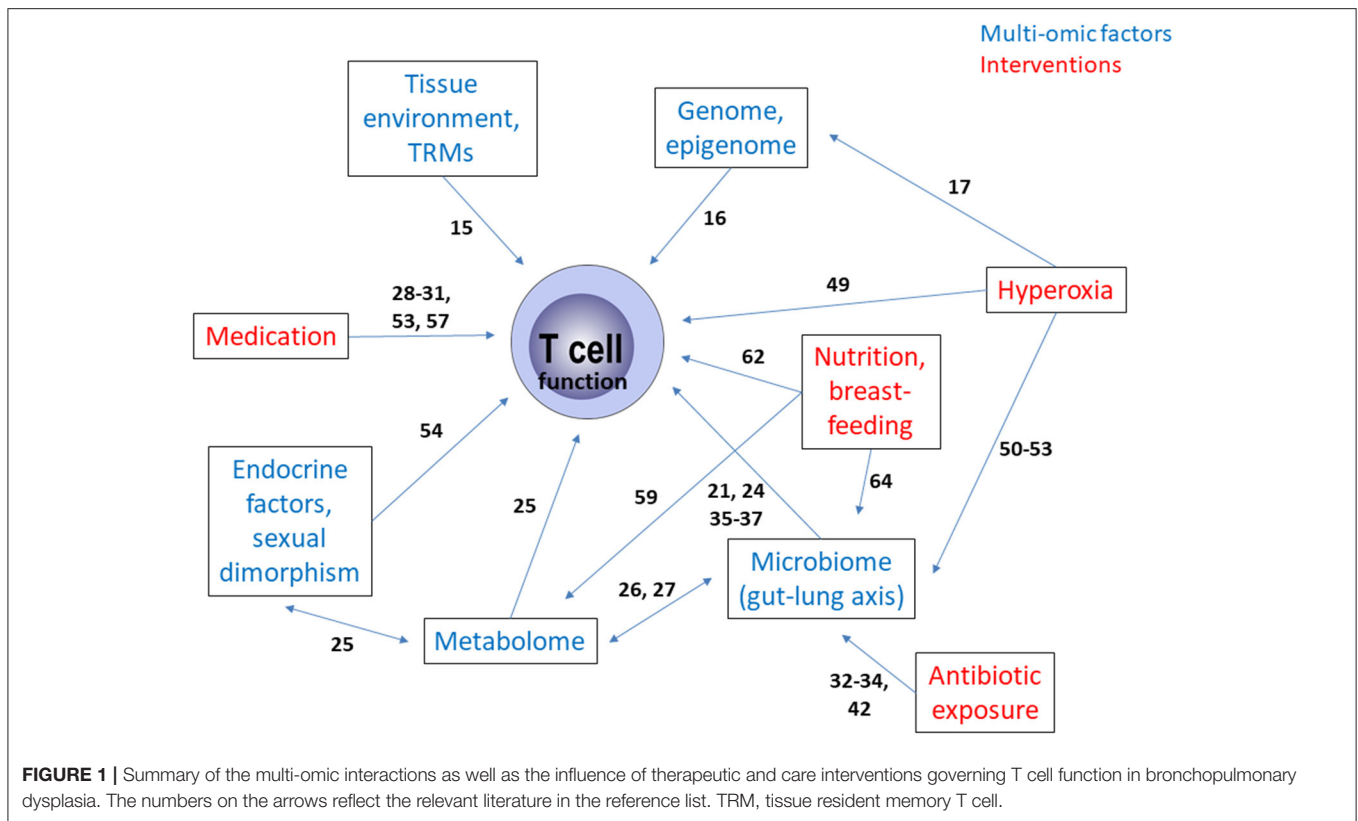 Multi-omic factors
Interventions
Tissue
environment,
TRMs
Genome,
epigenome
17
15
16
Hyperoxia
49
28-31,
53, 57
Medication
T cell
function
62
Nutrition,
breast-
feeding
54
50-53
Endocrine
factors,
sexual
dimorphism
25
59
21, 24
35-37
64
Microbiome
(gut-lung axis)
26, 27
25
Metabolome
32-34,
42
Antibiotic
exposure
FIGURE 1 | Summary of the multi-omic interactions as well as the influence of therapeutic and care interventions governing T cell function in bronchopulmonary
dysplasia. The numbers on the arrows reflect the relevant literature in the reference list. TRM, tissue resident memory T cell.